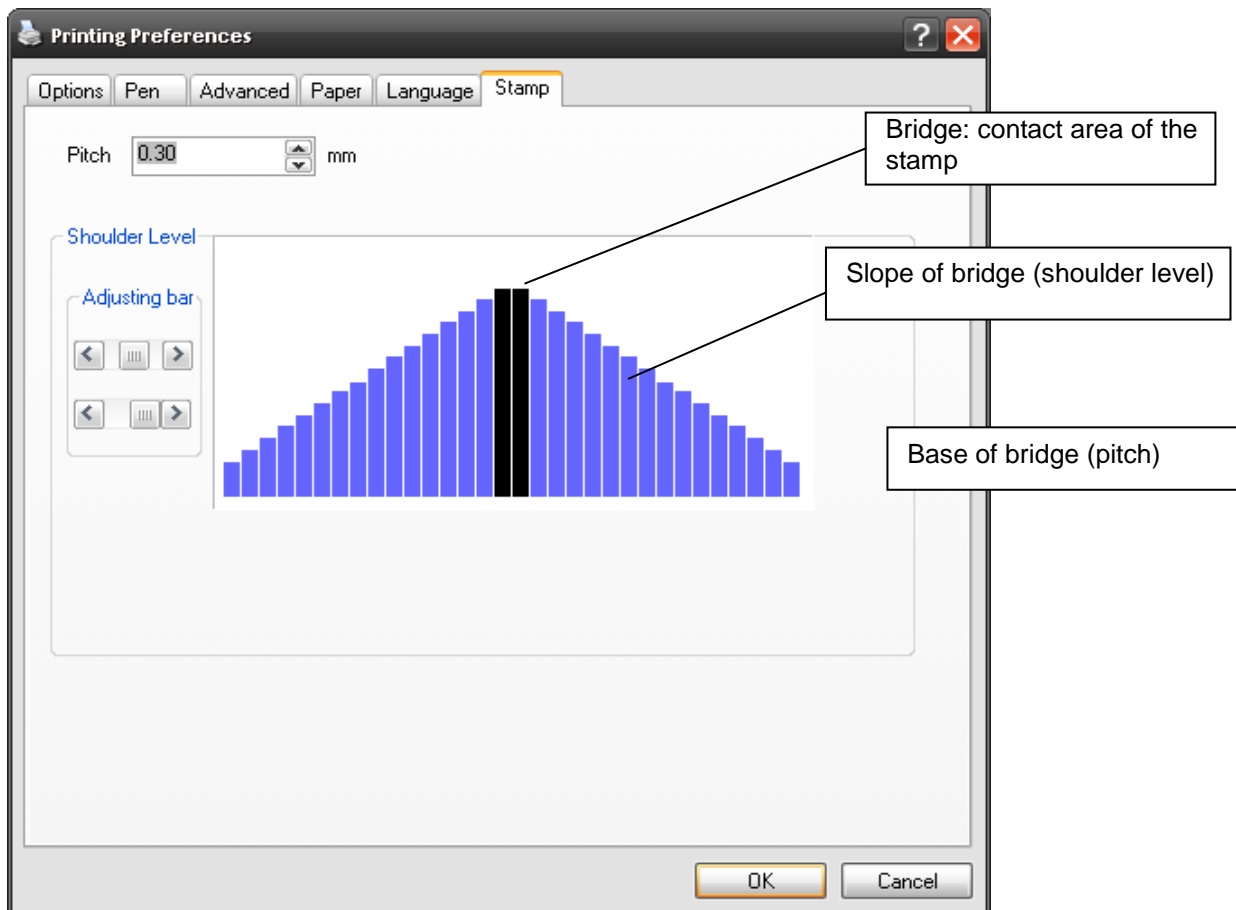 Printing Preferences
Options Pen Advanced Paper Language Stamp
Pitch 0.30 mm
Bridge: contact area of the
stamp
Shoulder Level
Adjusting bar
Slope of bridge (shoulder level)
Base of bridge (pitch)
OK Cancel